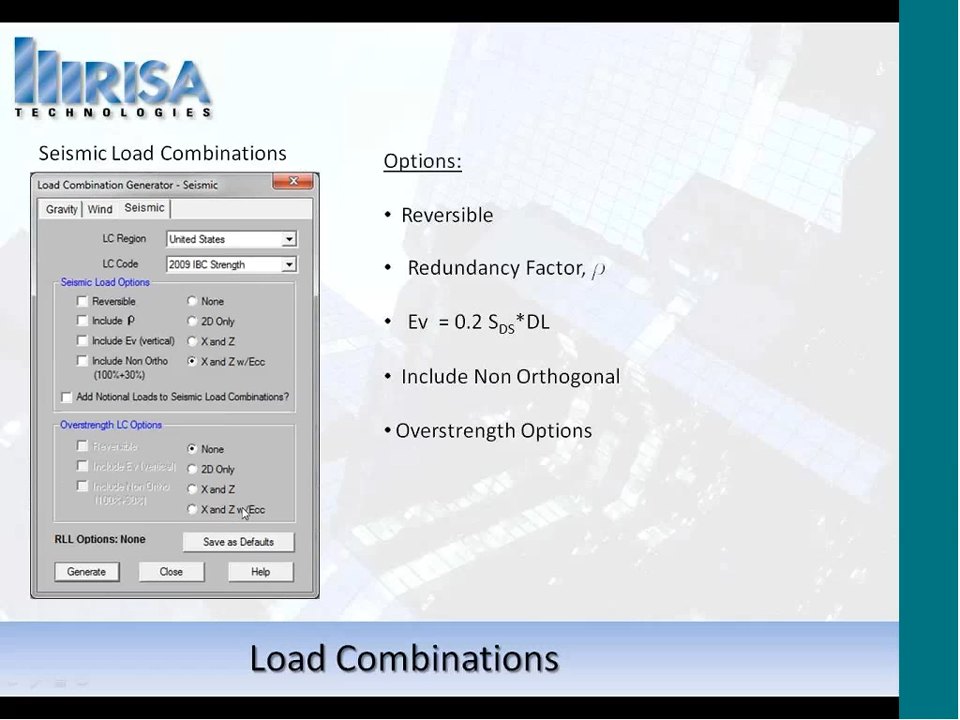 RISA
TECHNOLOGIES
Seismic Load Combinations
Load Combination Generator - Seismic
Gravity Wind Seismic
LC Region United States
LC Code 2009 IBC Strength
Seismic Load Options
Reversible None
Include ρ 2D Only
Include Ev (vertical) X and Z
Include Non Ortho X and Z w/Ecc
(100%+30%)
Add Notional Loads to Seismic Load Combinations?
Overstrength LC Options
Reversible None
Include Ev (vertical) 2D Only
Include Non Ortho X and Z
(100%+30%)
X and Z w/Ecc
RLL Options: None Save as Defaults
Generate Close Help
Options:
• Reversible
• Redundancy Factor, ρ
• Ev = 0.2 SDS*DL
• Include Non Orthogonal
• Overstrength Options
Load Combinations